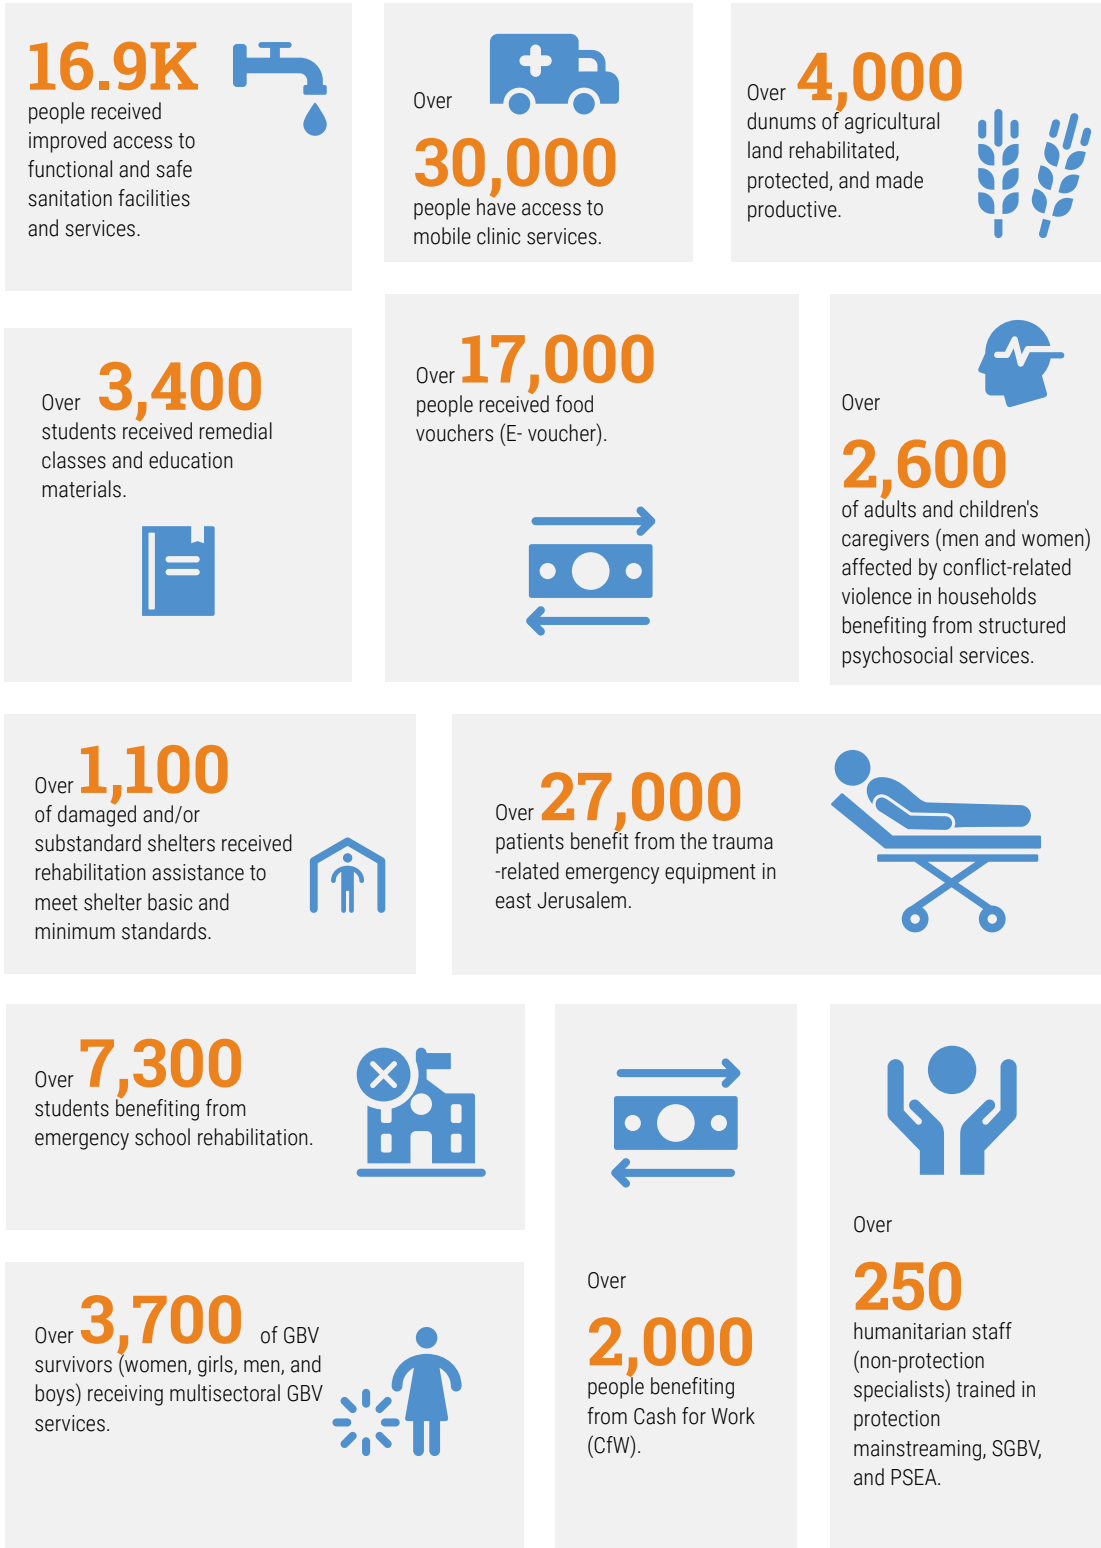 16.9K
people received
improved access to
functional and safe
sanitation facilities
and services.
Over
30,000
people have access to
mobile clinic services.
Over 4,000
dunums of agricultural
land rehabilitated,
protected, and made
productive.
Over 3,400
students received remedial
classes and education
materials.
Over 17,000
people received food
vouchers (E- voucher).
Over
2,600
of adults and children's
caregivers (men and women)
affected by conflict-related
violence in households
benefiting from structured
psychosocial services.
Over 1,100
of damaged and/or
substandard shelters received
rehabilitation assistance to
meet shelter basic and
minimum standards.
Over 27,000
patients benefit from the trauma
-related emergency equipment in
east Jerusalem.
Over 7,300
students benefiting from
emergency school rehabilitation.
Over 3,700 of GBV
survivors (women, girls, men, and
boys) receiving multisectoral GBV
services.
Over
2,000
people benefiting
from Cash for Work
(CfW).
Over
250
humanitarian staff
(non-protection
specialists) trained in
protection
mainstreaming, SGBV,
and PSEA.